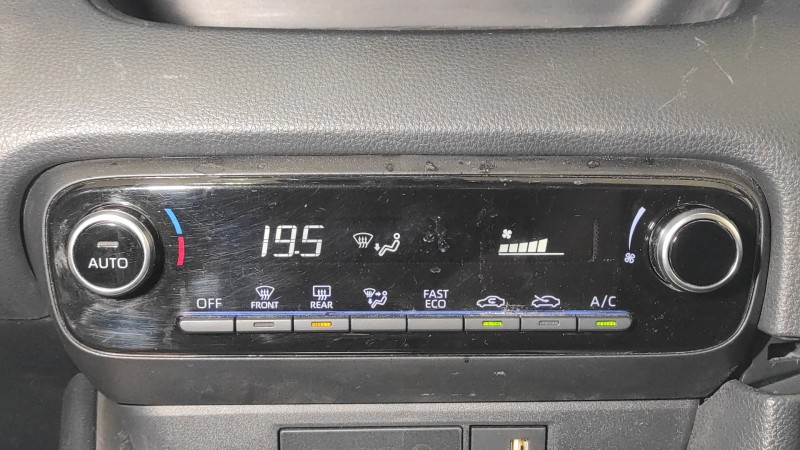 19.5
AUTO
OFF
FRONT
REAR
FAST
ECO
A/C